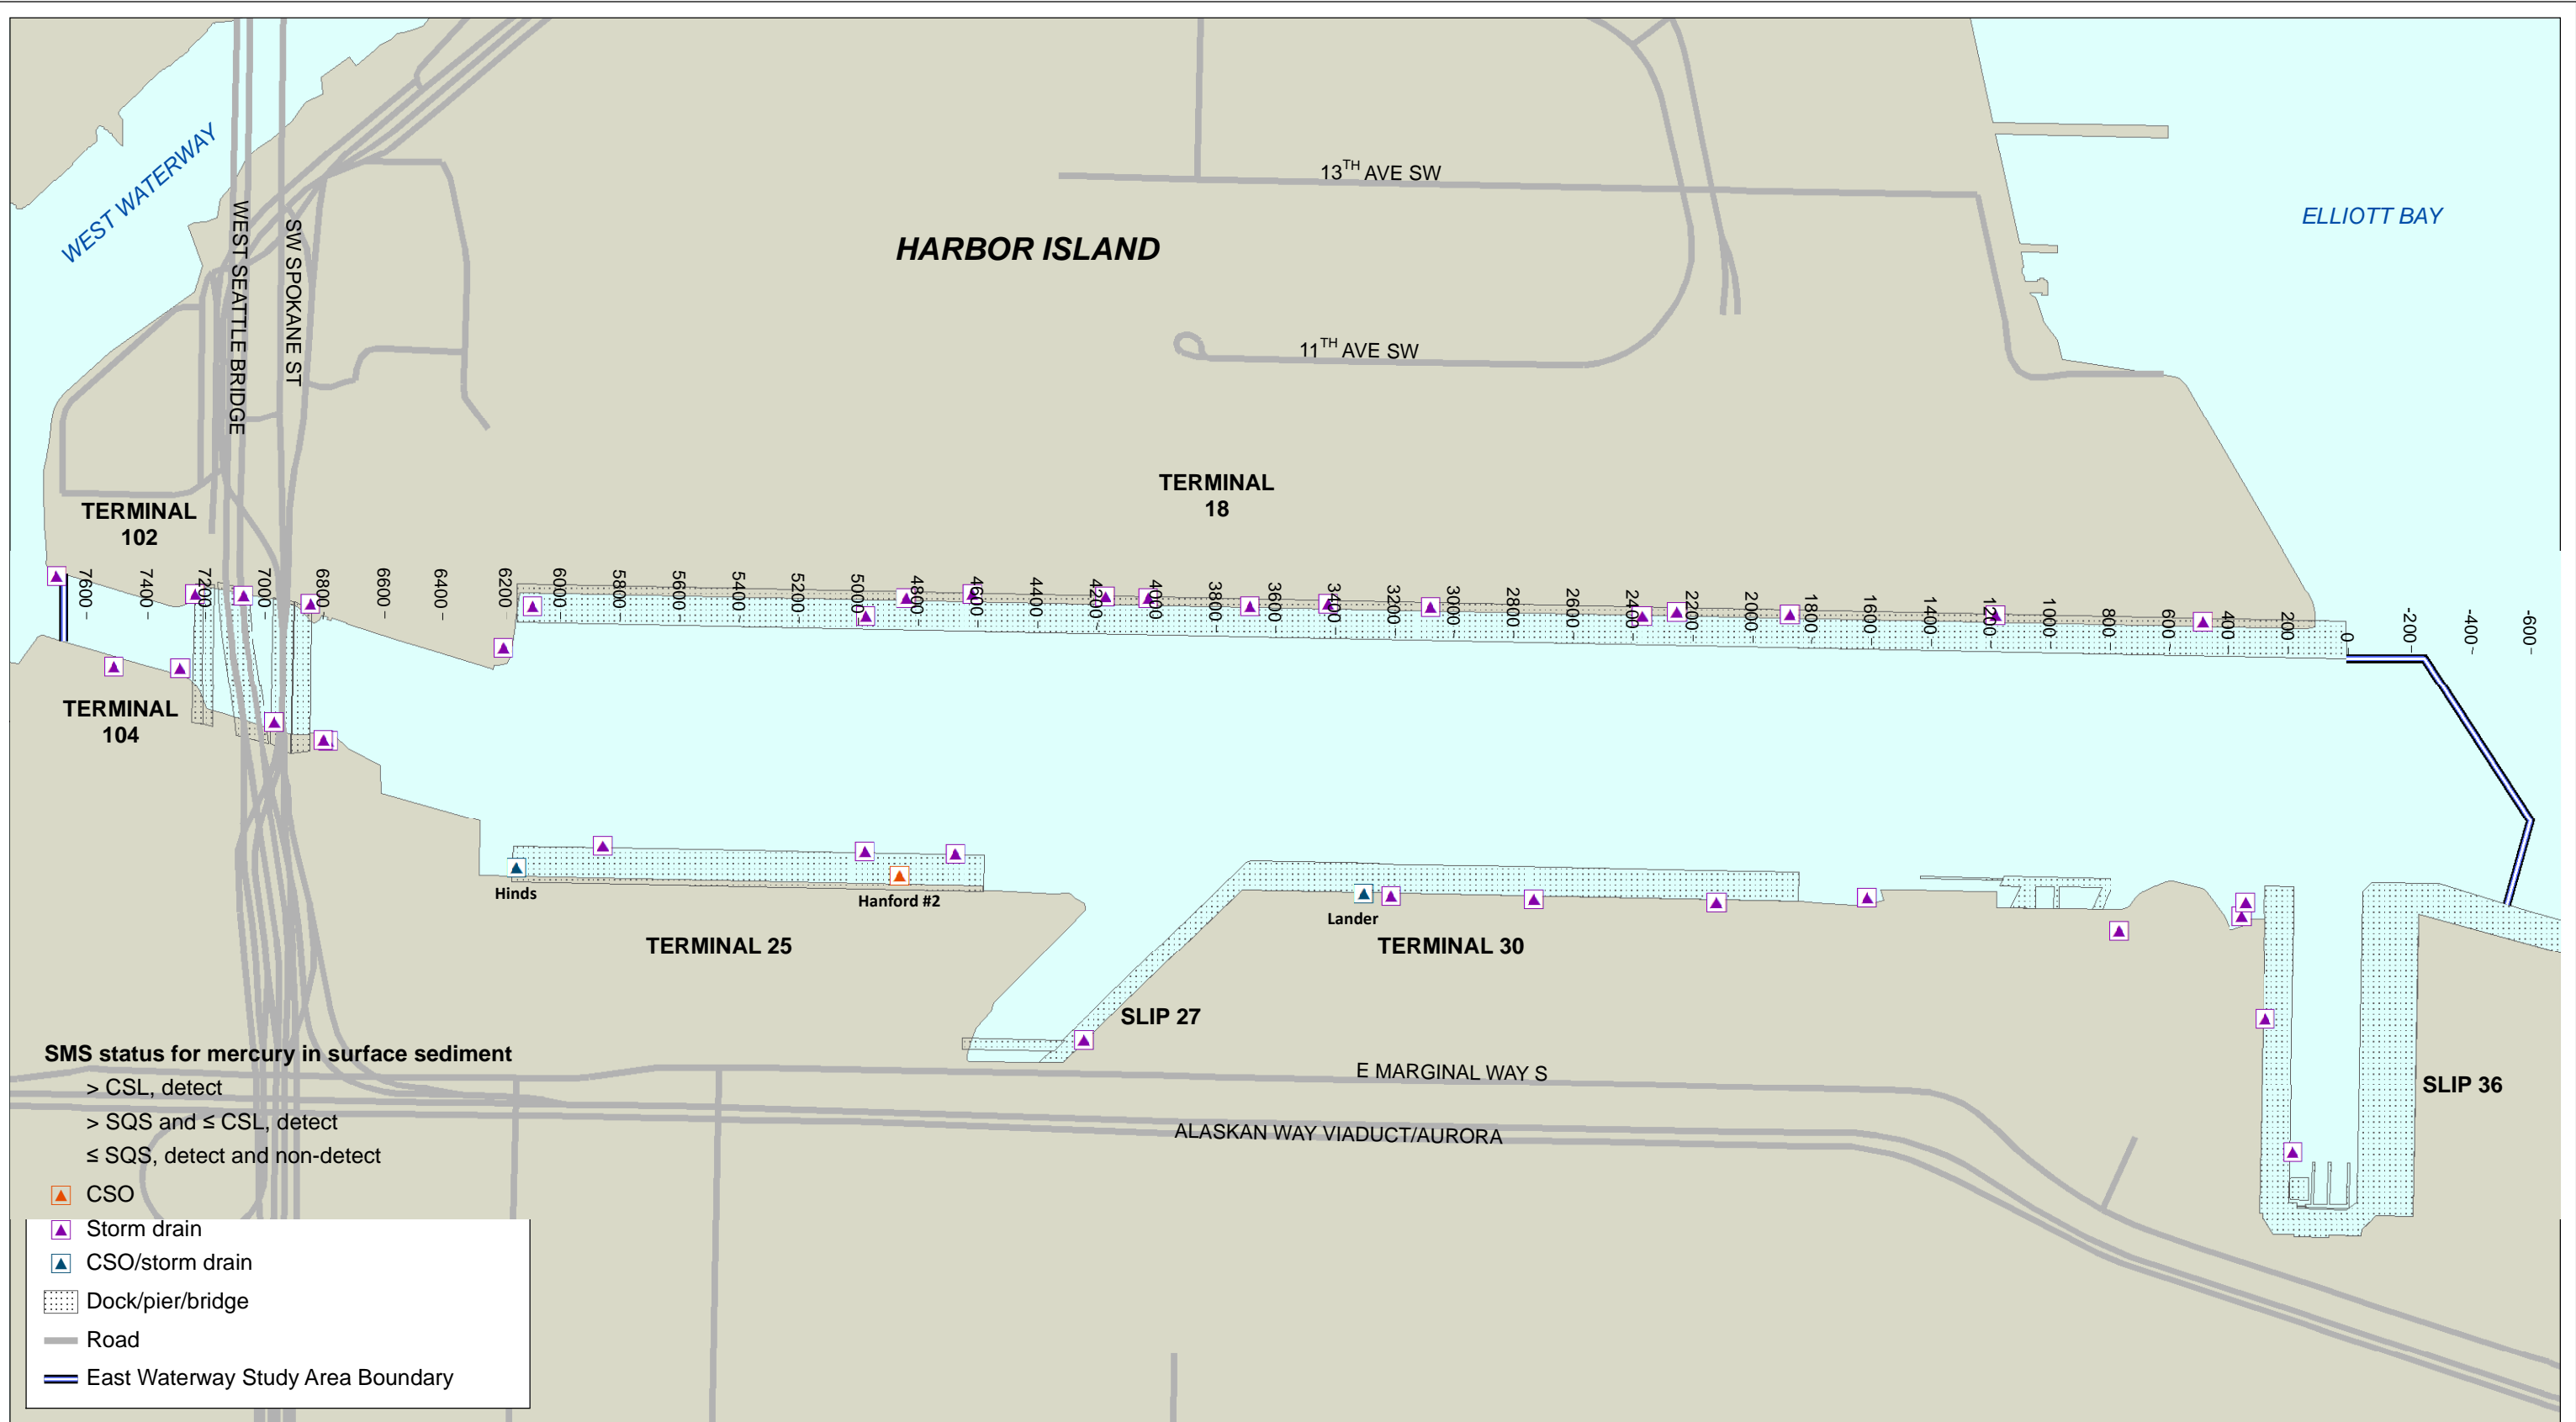 WEST WATERWAY
WEST SEATTLE BRIDGE
SW SPOKANE ST
13TH AVE SW
HARBOR ISLAND
ELLIOTT BAY
11TH AVE SW
TERMINAL
18
TERMINAL
102
7600
7400
7200
7000
6800
6600
6400
6200
6000
5800
5600
5400
5200
5000
4800
4600
4400
4200
4000
3800
3600
3400
3200
3000
2800
2600
2400
2200
2000
1800
1600
1400
1200
1000
800
600
400
200
0
-200
-400
-600
TERMINAL
104
Hinds
Hanford #2
Lander
TERMINAL 25
TERMINAL 30
SLIP 27
SLIP 36
E MARGINAL WAY S
ALASKAN WAY VIADUCT/AURORA
SMS status for mercury in surface sediment
> CSL, detect
> SQS and ≤ CSL, detect
≤ SQS, detect and non-detect
CSO
Storm drain
CSO/storm drain
Dock/pier/bridge
Road
East Waterway Study Area Boundary